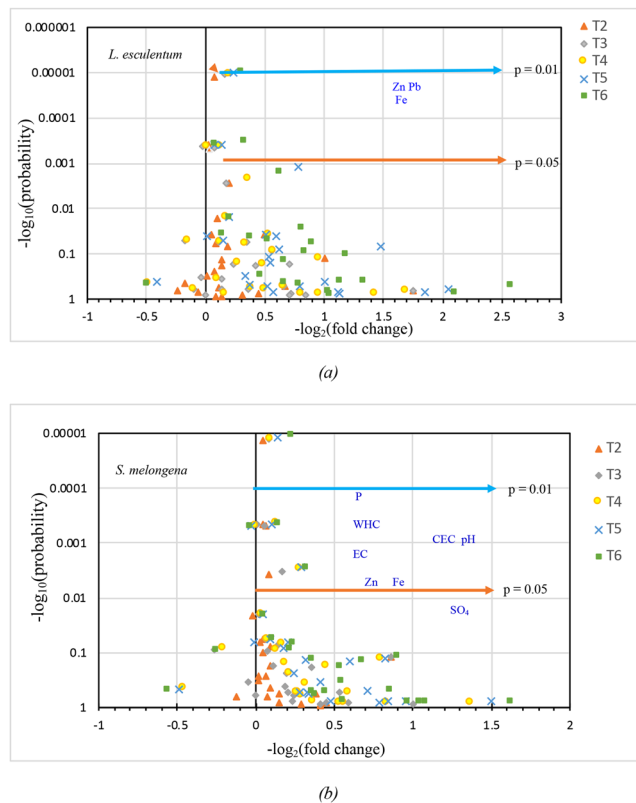 0.000001
L. esculentum
0.00001
p = 0.01
Zn Pb
Fe
0.0001
0.001
p = 0.05
0.01
0.1
1
-log10(probability)
-1 -0.5 0 0.5 1 1.5 2 2.5 3
-log2(fold change)
T2
T3
T4
T5
T6
(a)
0.00001
S. melongena
0.0001
p = 0.01
P
WHC
0.001
CEC pH
EC
Zn Fe
p = 0.05
0.01
SO4
0.1
1
-log10(probability)
-1 -0.5 0 0.5 1 1.5 2
-log2(fold change)
T2
T3
T4
T5
T6
(b)